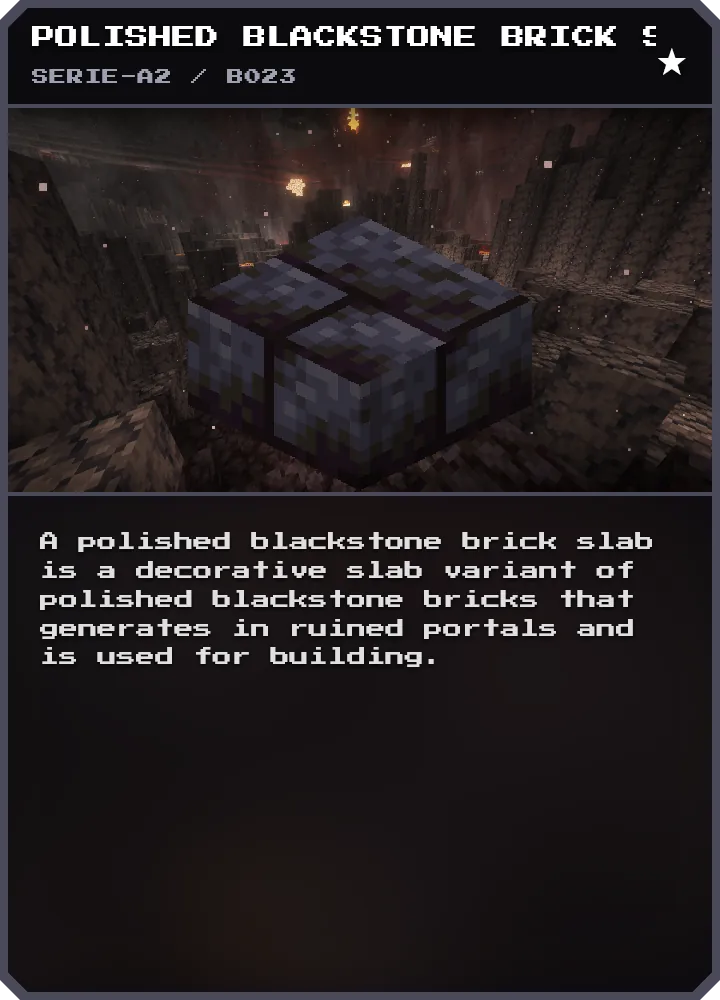 POLISHED BLACKSTONE BRICK S
SERIE-A2 / B023
A polished blackstone brick slab
is a decorative slab variant of
polished blackstone bricks that
generates in ruined portals and
is used for building.